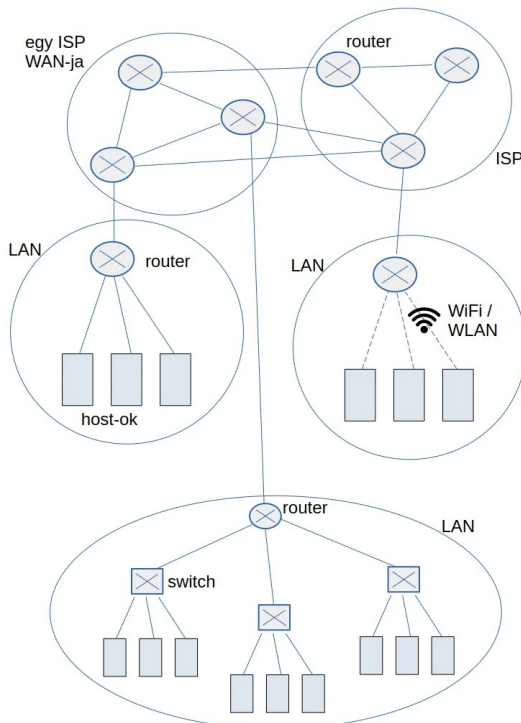 egy ISP
WAN-ja
router
ISP
LAN
router
host-ok
LAN
WiFi /
WLAN
router
LAN
switch